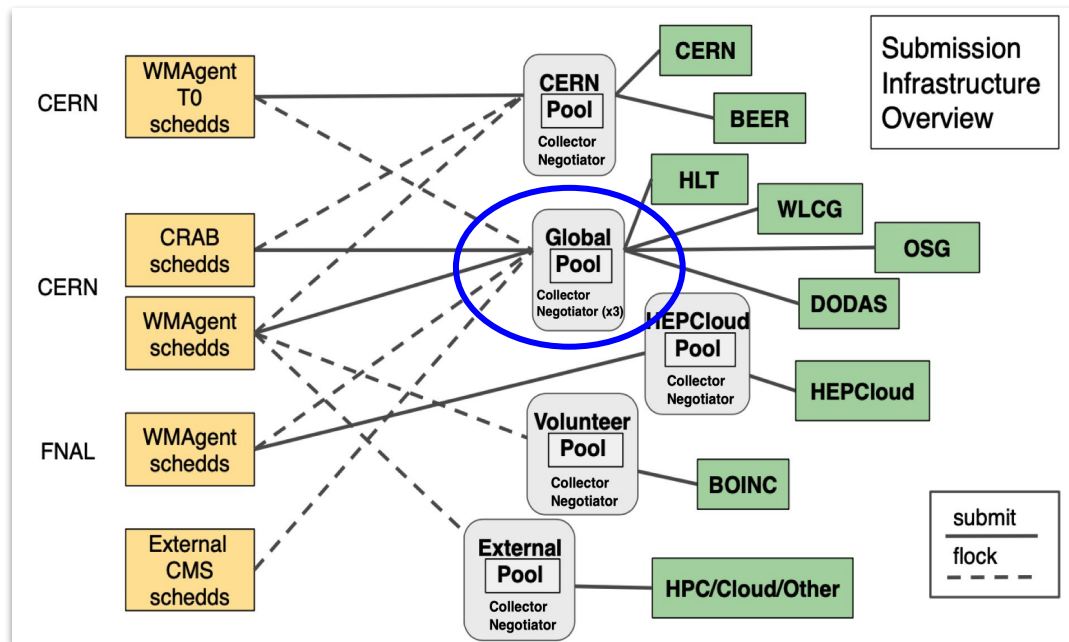 Submission
Infrastructure
Overview
CERN
WMAgent
T0
schedds
CERN
Pool
Collector
Negotiator
CERN
BEER
HLT
WLCG
OSG
DODAS
CERN
CRAB
schedds
WMAgent
schedds
Global
Pool
Collector
Negotiator (x3)
HEPCloud
Pool
Collector
Negotiator
HEPCloud
FNAL
WMAgent
schedds
Volunteer
Pool
Collector
Negotiator
BOINC
External
CMS
schedds
External
Pool
Collector
Negotiator
HPC/Cloud/Other
submit
flock